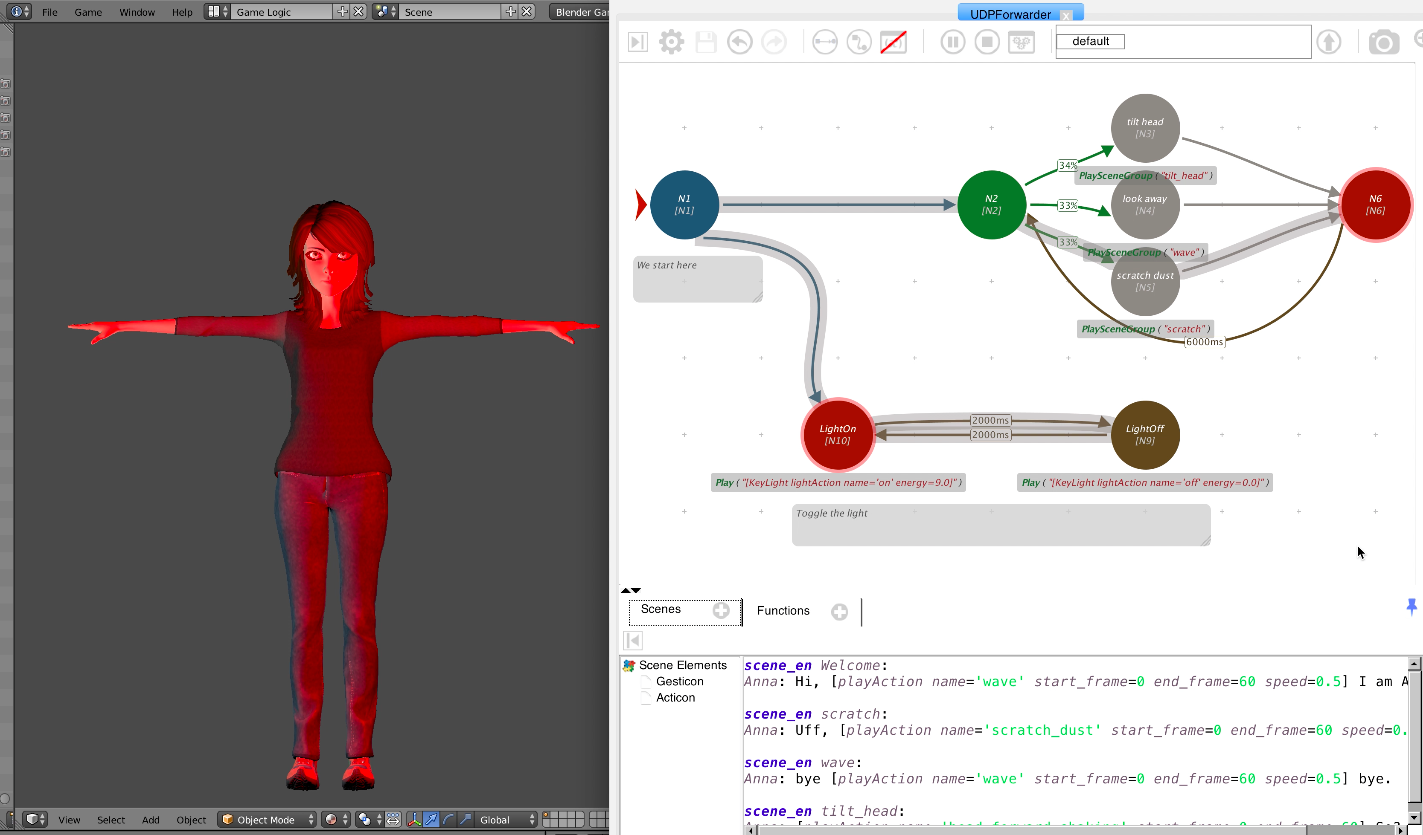 File Game Window Help Game Logic Scene Blender Ga
UDPForwarder
default
tilt head
[N3]
34%
PlaySceneGroup ( "tilt_head" )
N1
[N1]
N2
[N2]
33%
look away
[N4]
N6
[N6]
33%
PlaySceneGroup ( "wave" )
We start here
scratch dust
[N5]
PlaySceneGroup ( "scratch" )
6000ms
2000ms
2000ms
LightOn
[N10]
LightOff
[N9]
Play ( "[KeyLight lightAction name='on' energy=9.0]" )
Play ( "[KeyLight lightAction name='off' energy=0.0]" )
Toggle the light
Scenes
Functions
Scene Elements
Gesticon
Acticon
scene_en Welcome:
Anna: Hi, [playAction name='wave' start_frame=0 end_frame=60 speed=0.5] I am A
scene_en scratch:
Anna: Uff, [playAction name='scratch_dust' start_frame=0 end_frame=60 speed=0.
scene_en wave:
Anna: bye [playAction name='wave' start_frame=0 end_frame=60 speed=0.5] bye.
scene_en tilt_head:
View Select Add Object Object Mode Global